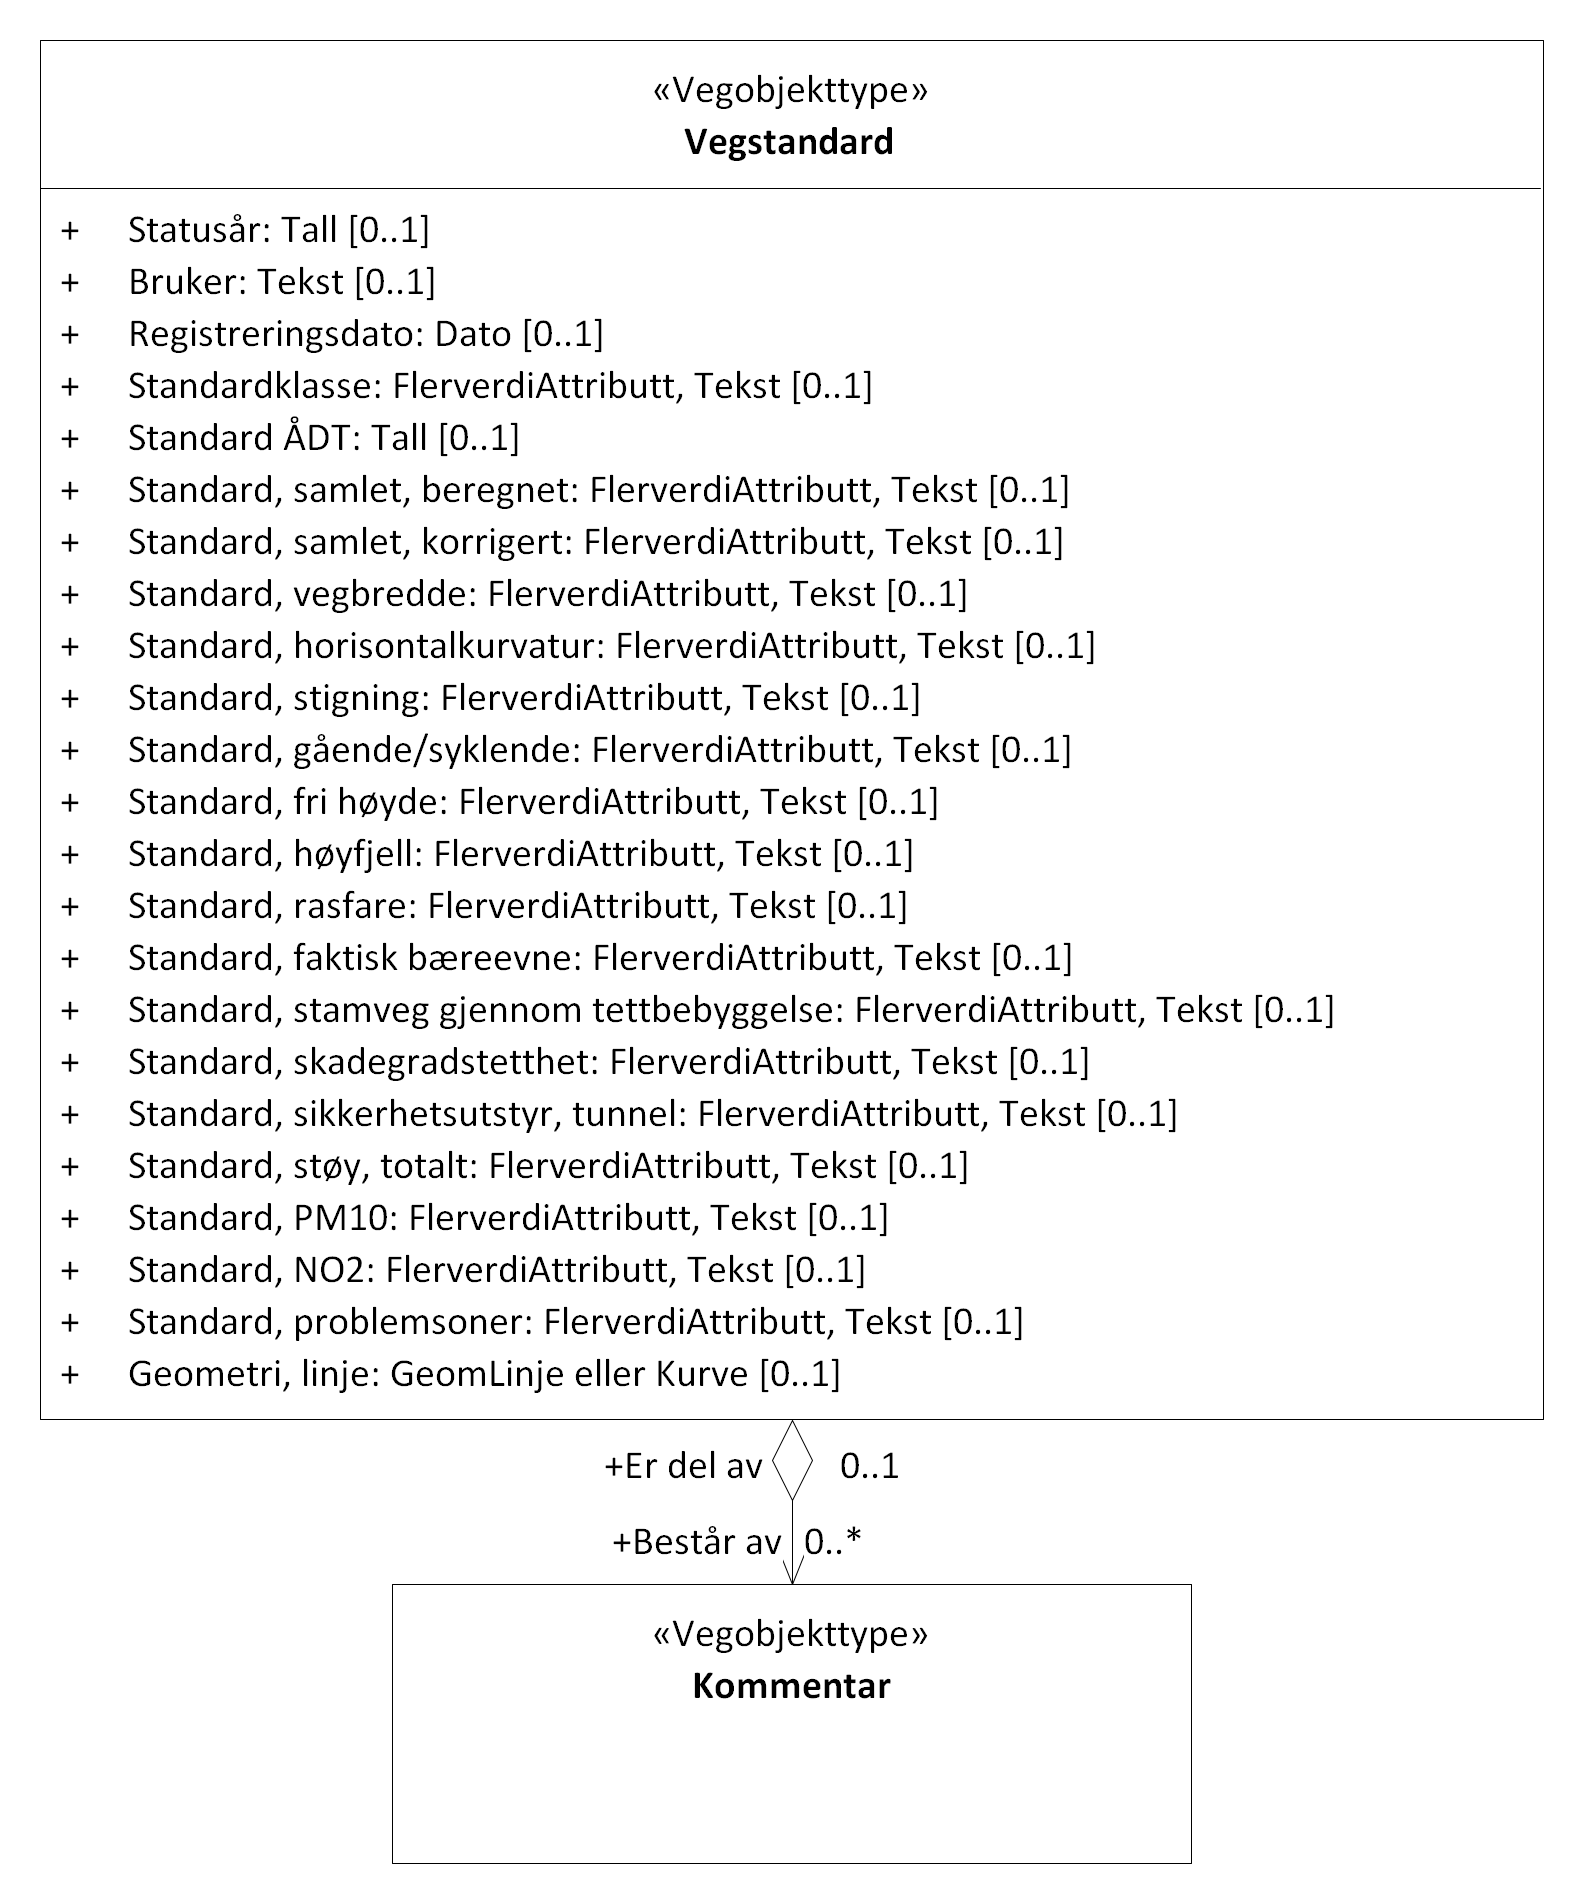 «Vegobjekttype»
Vegstandard
+ Statusår: Tall [0..1]
+ Bruker: Tekst [0..1]
+ Registreringsdato: Dato [0..1]
+ Standardklasse: FlerverdiAttributt, Tekst [0..1]
+ Standard ÅDT: Tall [0..1]
+ Standard, samlet, beregnet: FlerverdiAttributt, Tekst [0..1]
+ Standard, samlet, korrigert: FlerverdiAttributt, Tekst [0..1]
+ Standard, vegbredde: FlerverdiAttributt, Tekst [0..1]
+ Standard, horisontalkurvatur: FlerverdiAttributt, Tekst [0..1]
+ Standard, stigning: FlerverdiAttributt, Tekst [0..1]
+ Standard, gående/syklende: FlerverdiAttributt, Tekst [0..1]
+ Standard, fri høyde: FlerverdiAttributt, Tekst [0..1]
+ Standard, høyfjell: FlerverdiAttributt, Tekst [0..1]
+ Standard, rasfare: FlerverdiAttributt, Tekst [0..1]
+ Standard, faktisk bæreevne: FlerverdiAttributt, Tekst [0..1]
+ Standard, stamveg gjennom tettbebyggelse: FlerverdiAttributt, Tekst [0..1]
+ Standard, skadegradstetthet: FlerverdiAttributt, Tekst [0..1]
+ Standard, sikkerhetsutstyr, tunnel: FlerverdiAttributt, Tekst [0..1]
+ Standard, støy, totalt: FlerverdiAttributt, Tekst [0..1]
+ Standard, PM10: FlerverdiAttributt, Tekst [0..1]
+ Standard, NO2: FlerverdiAttributt, Tekst [0..1]
+ Standard, problemsoner: FlerverdiAttributt, Tekst [0..1]
+ Geometri, linje: GeomLinje eller Kurve [0..1]
+Er del av 0..1
+Består av 0..*
«Vegobjekttype»
Kommentar